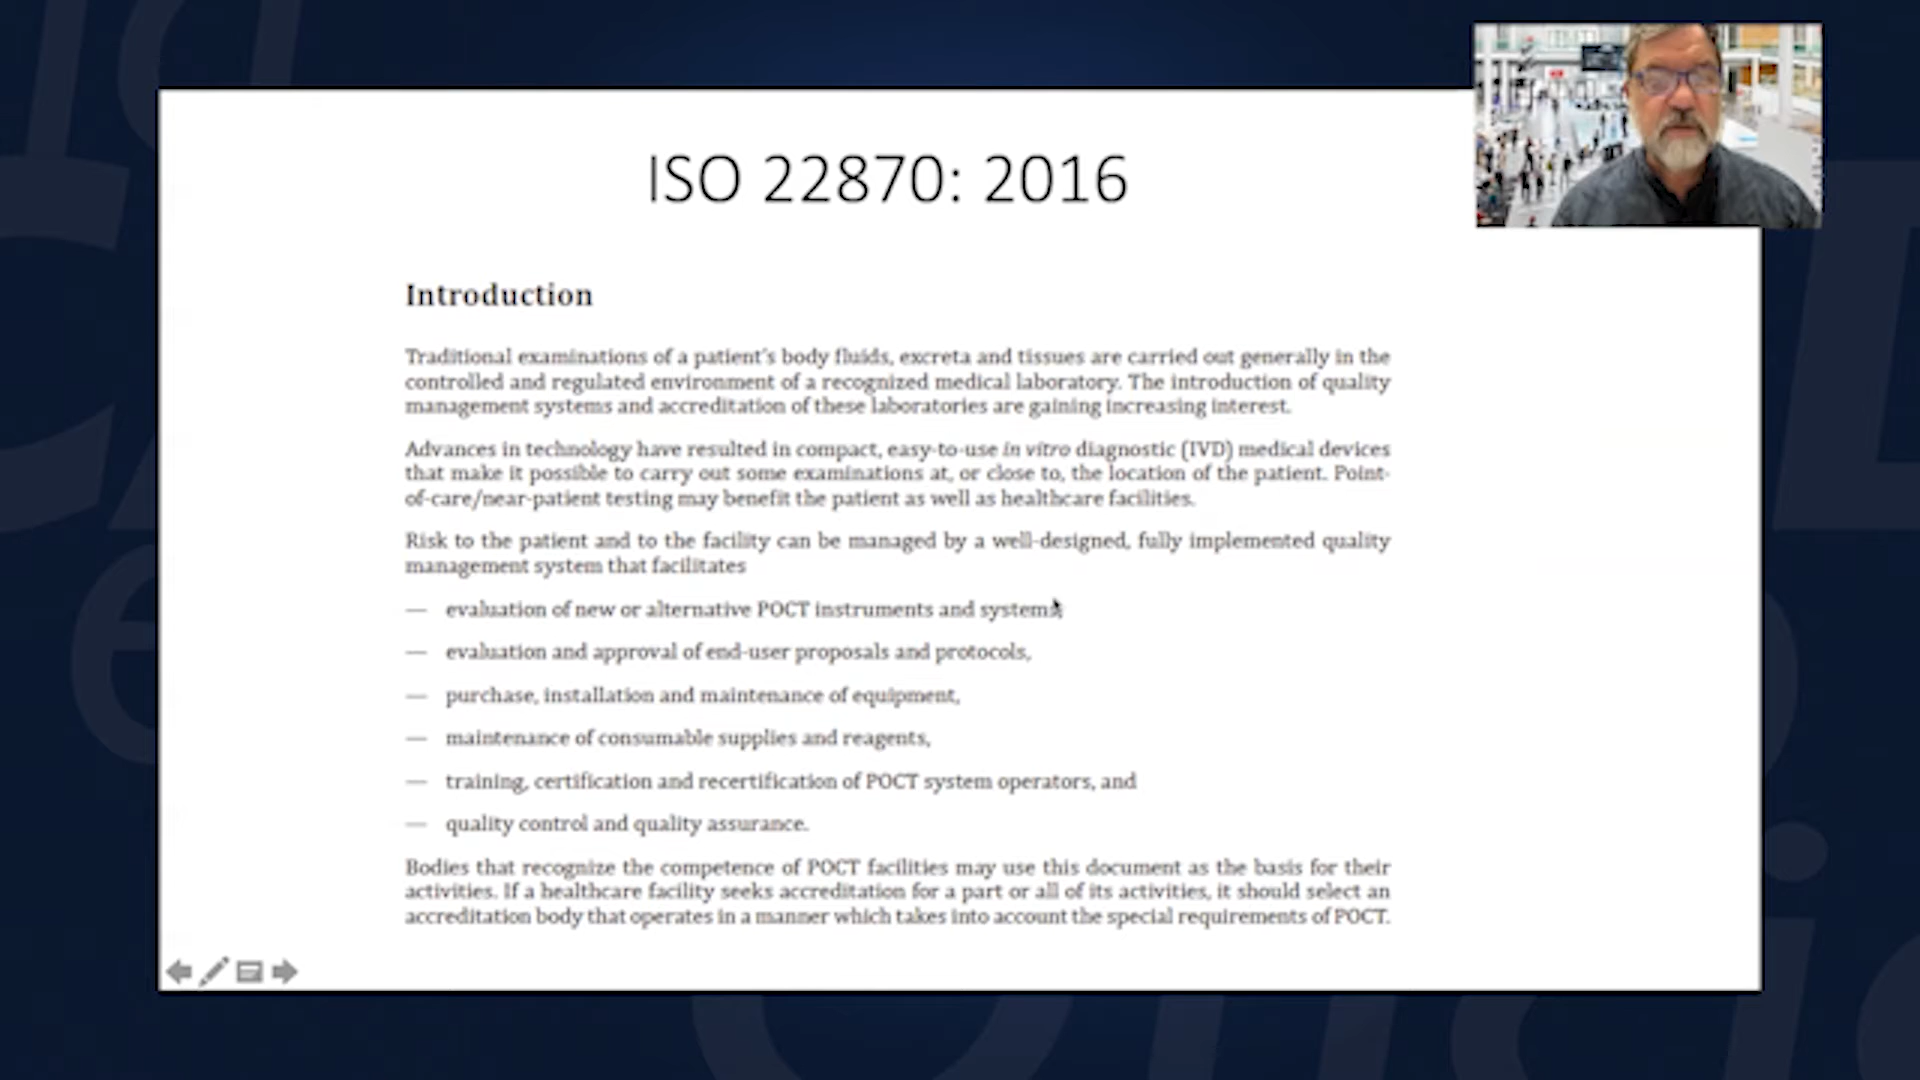 ISO 22870: 2016
Introduction
Traditional examinations of a patient's body fluids, excreta and tissues are carried out generally in the
controlled and regulated environment of a recognized medical laboratory. The introduction of quality
management systems and accreditation of these laboratories are gaining increasing interest.
Advances in technology have resulted in compact, easy-to-use in vitro diagnostic (IVD) medical devices
that make it possible to carry out some examinations at, or close to, the location of the patient. Point-
of-care/near-patient testing may benefit the patient as well as healthcare facilities.
Risk to the patient and to the facility can be managed by a well-designed, fully implemented quality
management system that facilitates
— evaluation of new or alternative POCT instruments and systems,
— evaluation and approval of end-user proposals and protocols,
— purchase, installation and maintenance of equipment,
— maintenance of consumable supplies and reagents,
— training, certification and recertification of POCT system operators, and
— quality control and quality assurance.
Bodies that recognize the competence of POCT facilities may use this document as the basis for their
activities. If a healthcare facility seeks accreditation for a part or all of its activities, it should select an
accreditation body that operates in a manner which takes into account the special requirements of POCT.